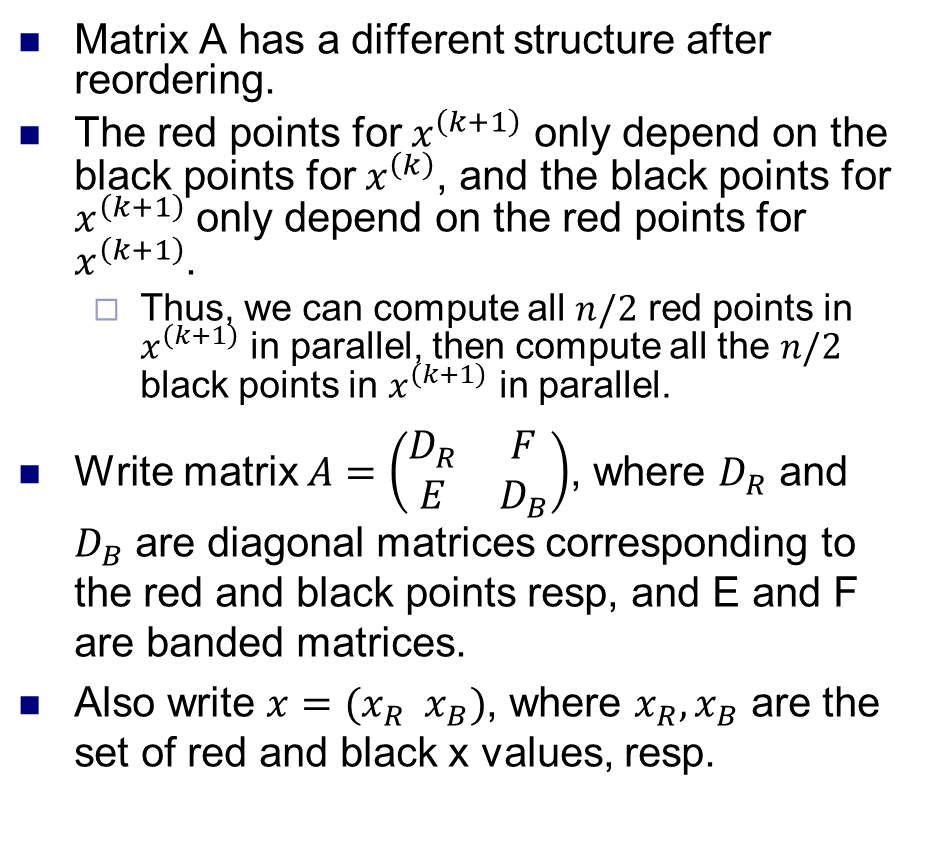 Matrix A has a different structure after
reordering.
The red points for x^(k+1) only depend on the
black points for x^(k), and the black points for
x^(k+1) only depend on the red points for
x^(k+1).
Thus, we can compute all n/2 red points in
x^(k+1) in parallel, then compute all the n/2
black points in x^(k+1) in parallel.
Write matrix A = (D_R F
E D_B), where D_R and
D_B are diagonal matrices corresponding to
the red and black points resp, and E and F
are banded matrices.
Also write x = (x_R x_B), where x_R, x_B are the
set of red and black x values, resp.